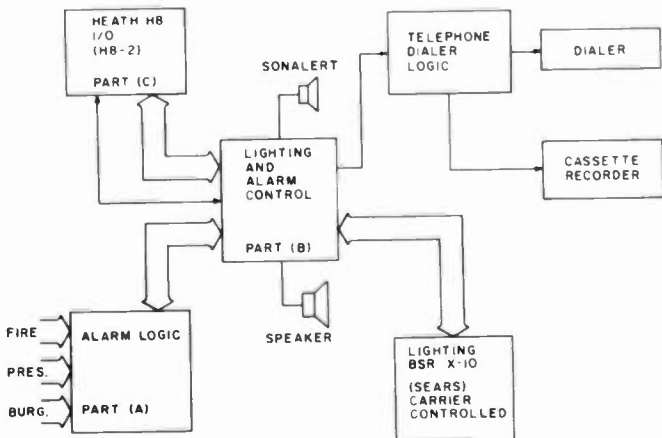 HEATH H8
I/O
(H8-2)
PART (C)
SONALERT
TELEPHONE
DIALER
LOGIC
DIALER
CASSETTE
RECORDER
LIGHTING
AND
ALARM
CONTROL
PART (B)
SPEAKER
FIRE
PRES.
BURG.
ALARM LOGIC
PART (A)
LIGHTING
BSR X-10
(SEARS)
CARRIER
CONTROLLED